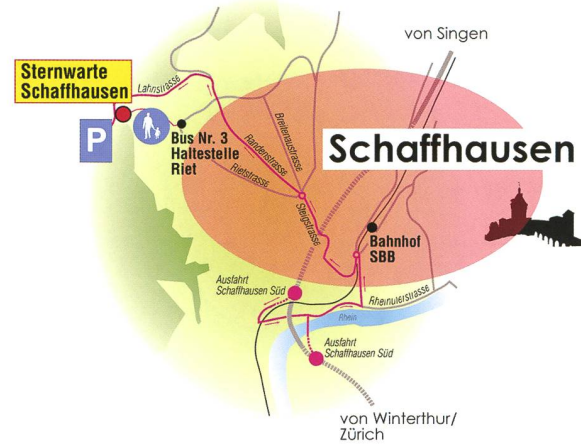 von Singen
Sternwarte
Schaffhausen
Lahnstrasse
P
Bus Nr. 3
Haltestelle
Riet
Breitenaustrasse
Randenstrasse
Rietstrasse
Schaffhausen
Steigstrasse
Bahnhof
SBB
Ausfahrt
Schaffhausen Süd
Rheinuferstrasse
Rhein
Ausfahrt
Schaffhausen Süd
von Winterthur/
Zürich